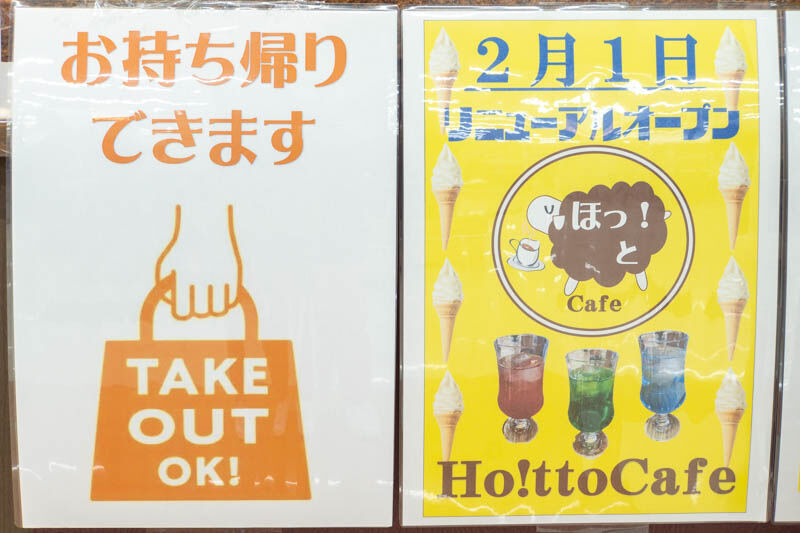 お持ち帰り
できます
TAKE
OUT
OK!
2月1日
リニューアルオープン
ほっ!
と
Cafe
Ho!ttoCafe